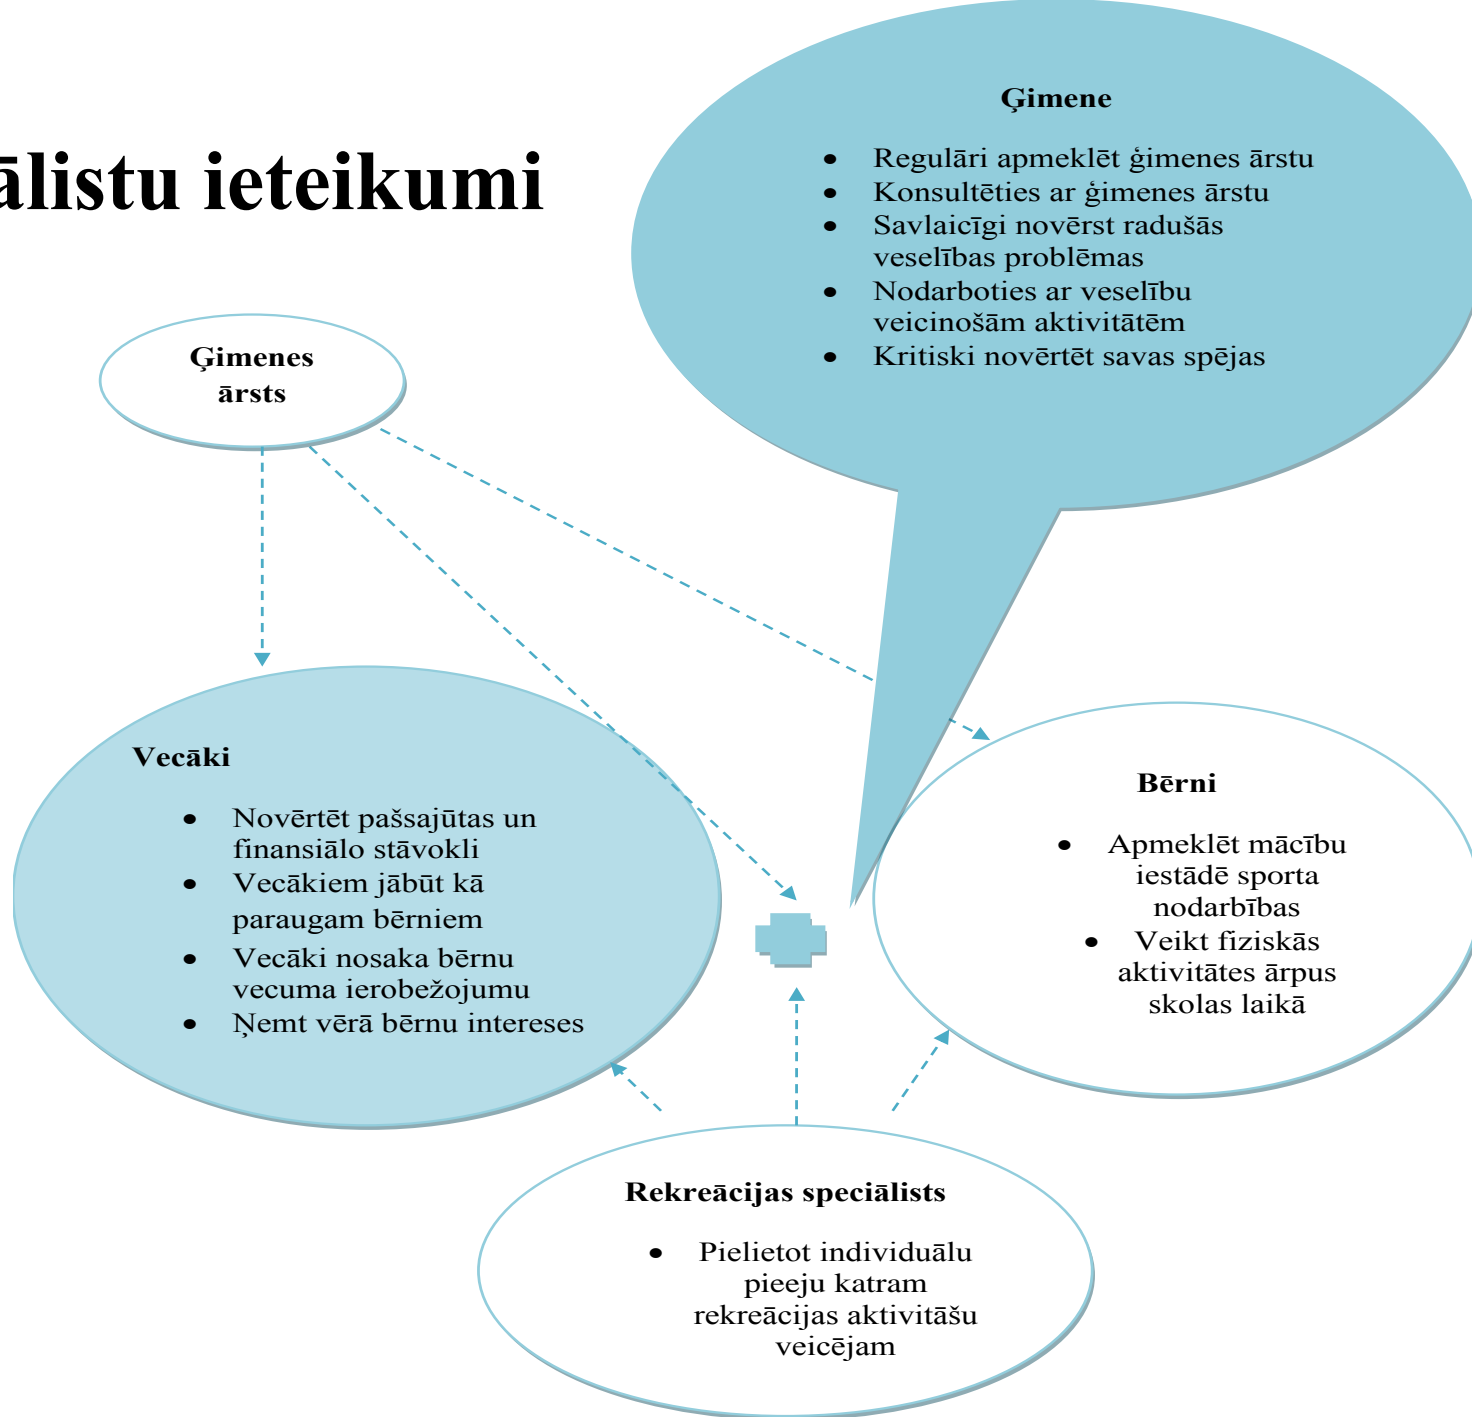 ālistu ieteikumi
Ģimene
• Regulāri apmeklēt ģimenes ārstu
• Konsultēties ar ģimenes ārstu
• Savlaicīgi novērst radušās
veselības problēmas
• Nodarboties ar veselību
veicinošām aktivitātēm
• Kritiski novērtēt savas spējas
Ģimenes
ārsts
Vecāki
• Novērtēt pašsajūtas un
finansiālo stāvokli
• Vecākiem jābūt kā
paraugam bērniem
• Vecāki nosaka bērnu
vecuma ierobežojumu
• Ņemt vērā bērnu intereses
Bērni
• Apmeklēt mācību
iestādē sporta
nodarbības
• Veikt fiziskās
aktivitātes ārpus
skolas laikā
Rekreācijas speciālists
• Pielietot individuālu
pieeju katram
rekreācijas aktivitāšu
veicējam